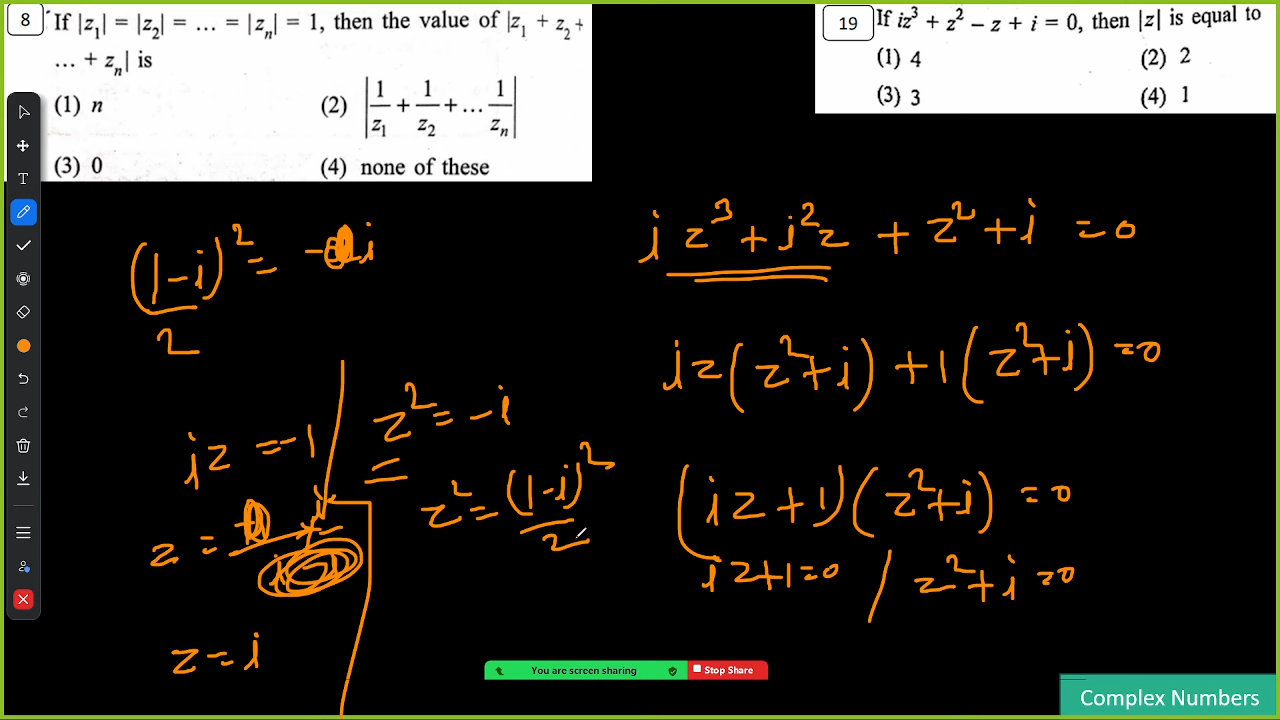 8 If |z₁| = |z₂| = ... = |zₙ| = 1, then the value of |z₁ + z₂ +
... + zₙ| is
(1) n (2) |1/z₁ + 1/z₂ + ... 1/zₙ|
(3) 0 (4) none of these
19 If iz³ + z² − z + i = 0, then |z| is equal to
(1) 4 (2) 2
(3) 3 (4) 1
T
(1-i)²/2 = -i
iz = -1
z =
z = i
z² = -i
z² = (1-i)²/2
i z³ + i²z + z² + i = 0
iz(z²+i) + 1(z²+i) = 0
(iz+1)(z²+i) = 0
iz+1=0 / z²+i=0
You are screen sharing Stop Share
Complex Numbers